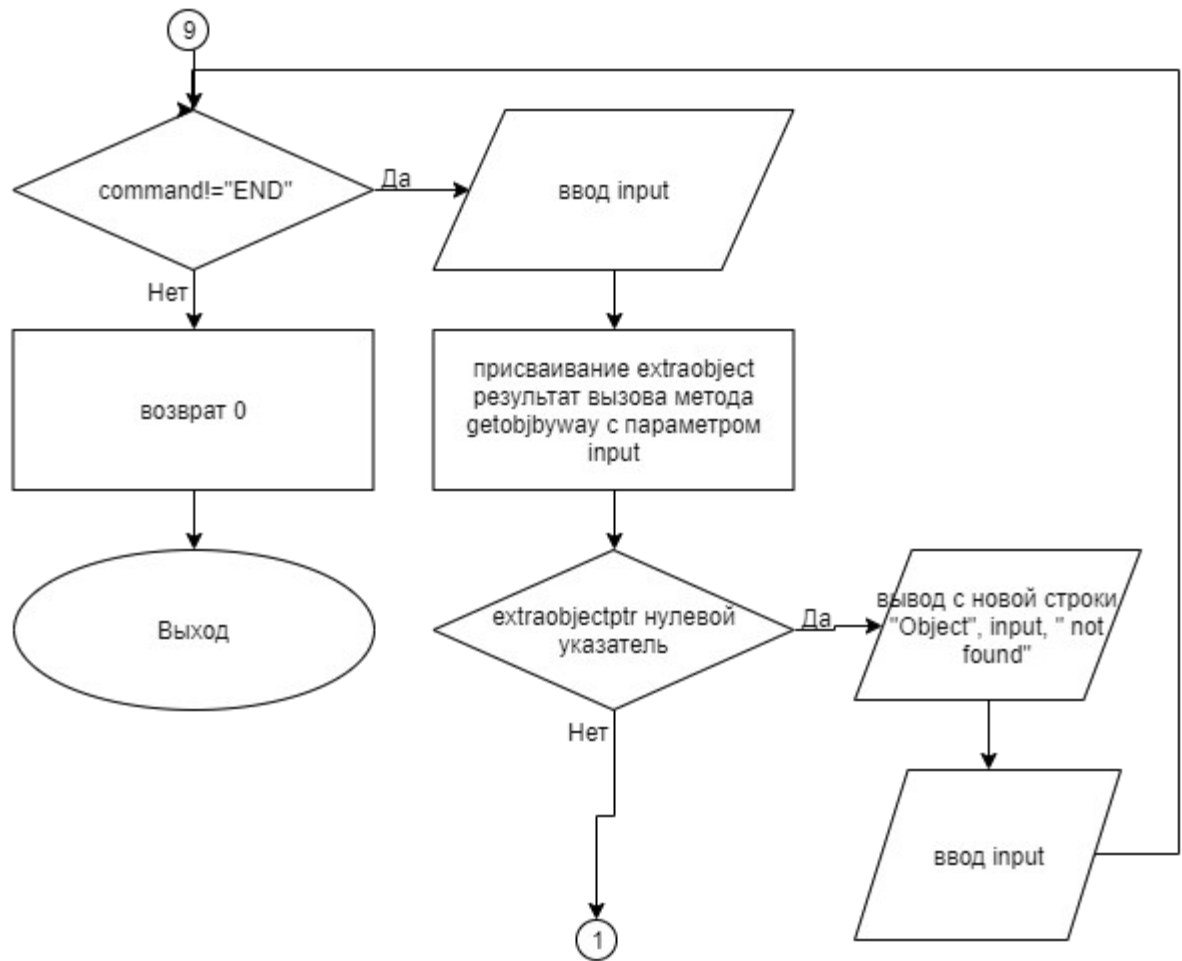 9
command!="END"
Да
ввод input
Нет
возврат 0
присваивание extraobject
результат вызова метода
getobjbyway с параметром
input
Выход
extraobjectptr нулевой
указатель
Да
вывод с новой строки
"Object", input, " not
found"
Нет
ввод input
1